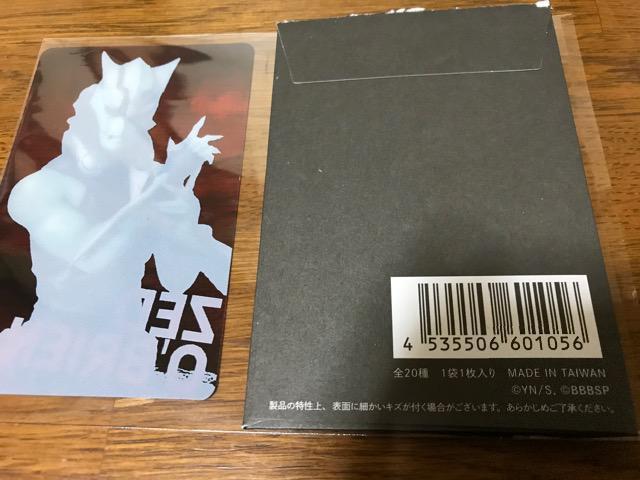 4 535506 601056
全20種 1袋1枚入り MADE IN TAIWAN
©YN/S. ©BBBSP
製品の特性上、表面に細かいキズが付く場合がございます。あらかじめご了承ください。